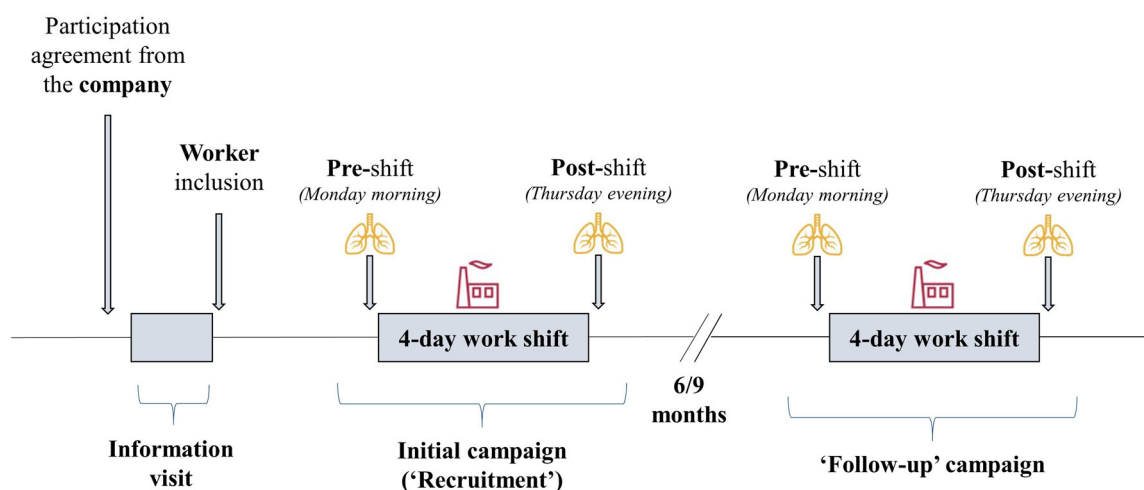 Participation
agreement from
the company
Worker
inclusion
Pre-shift
(Monday morning)
Post-shift
(Thursday evening)
Pre-shift
(Monday morning)
Post-shift
(Thursday evening)
4-day work shift
4-day work shift
6/9
months
Information
visit
Initial campaign
(‘Recruitment’)
‘Follow-up’ campaign